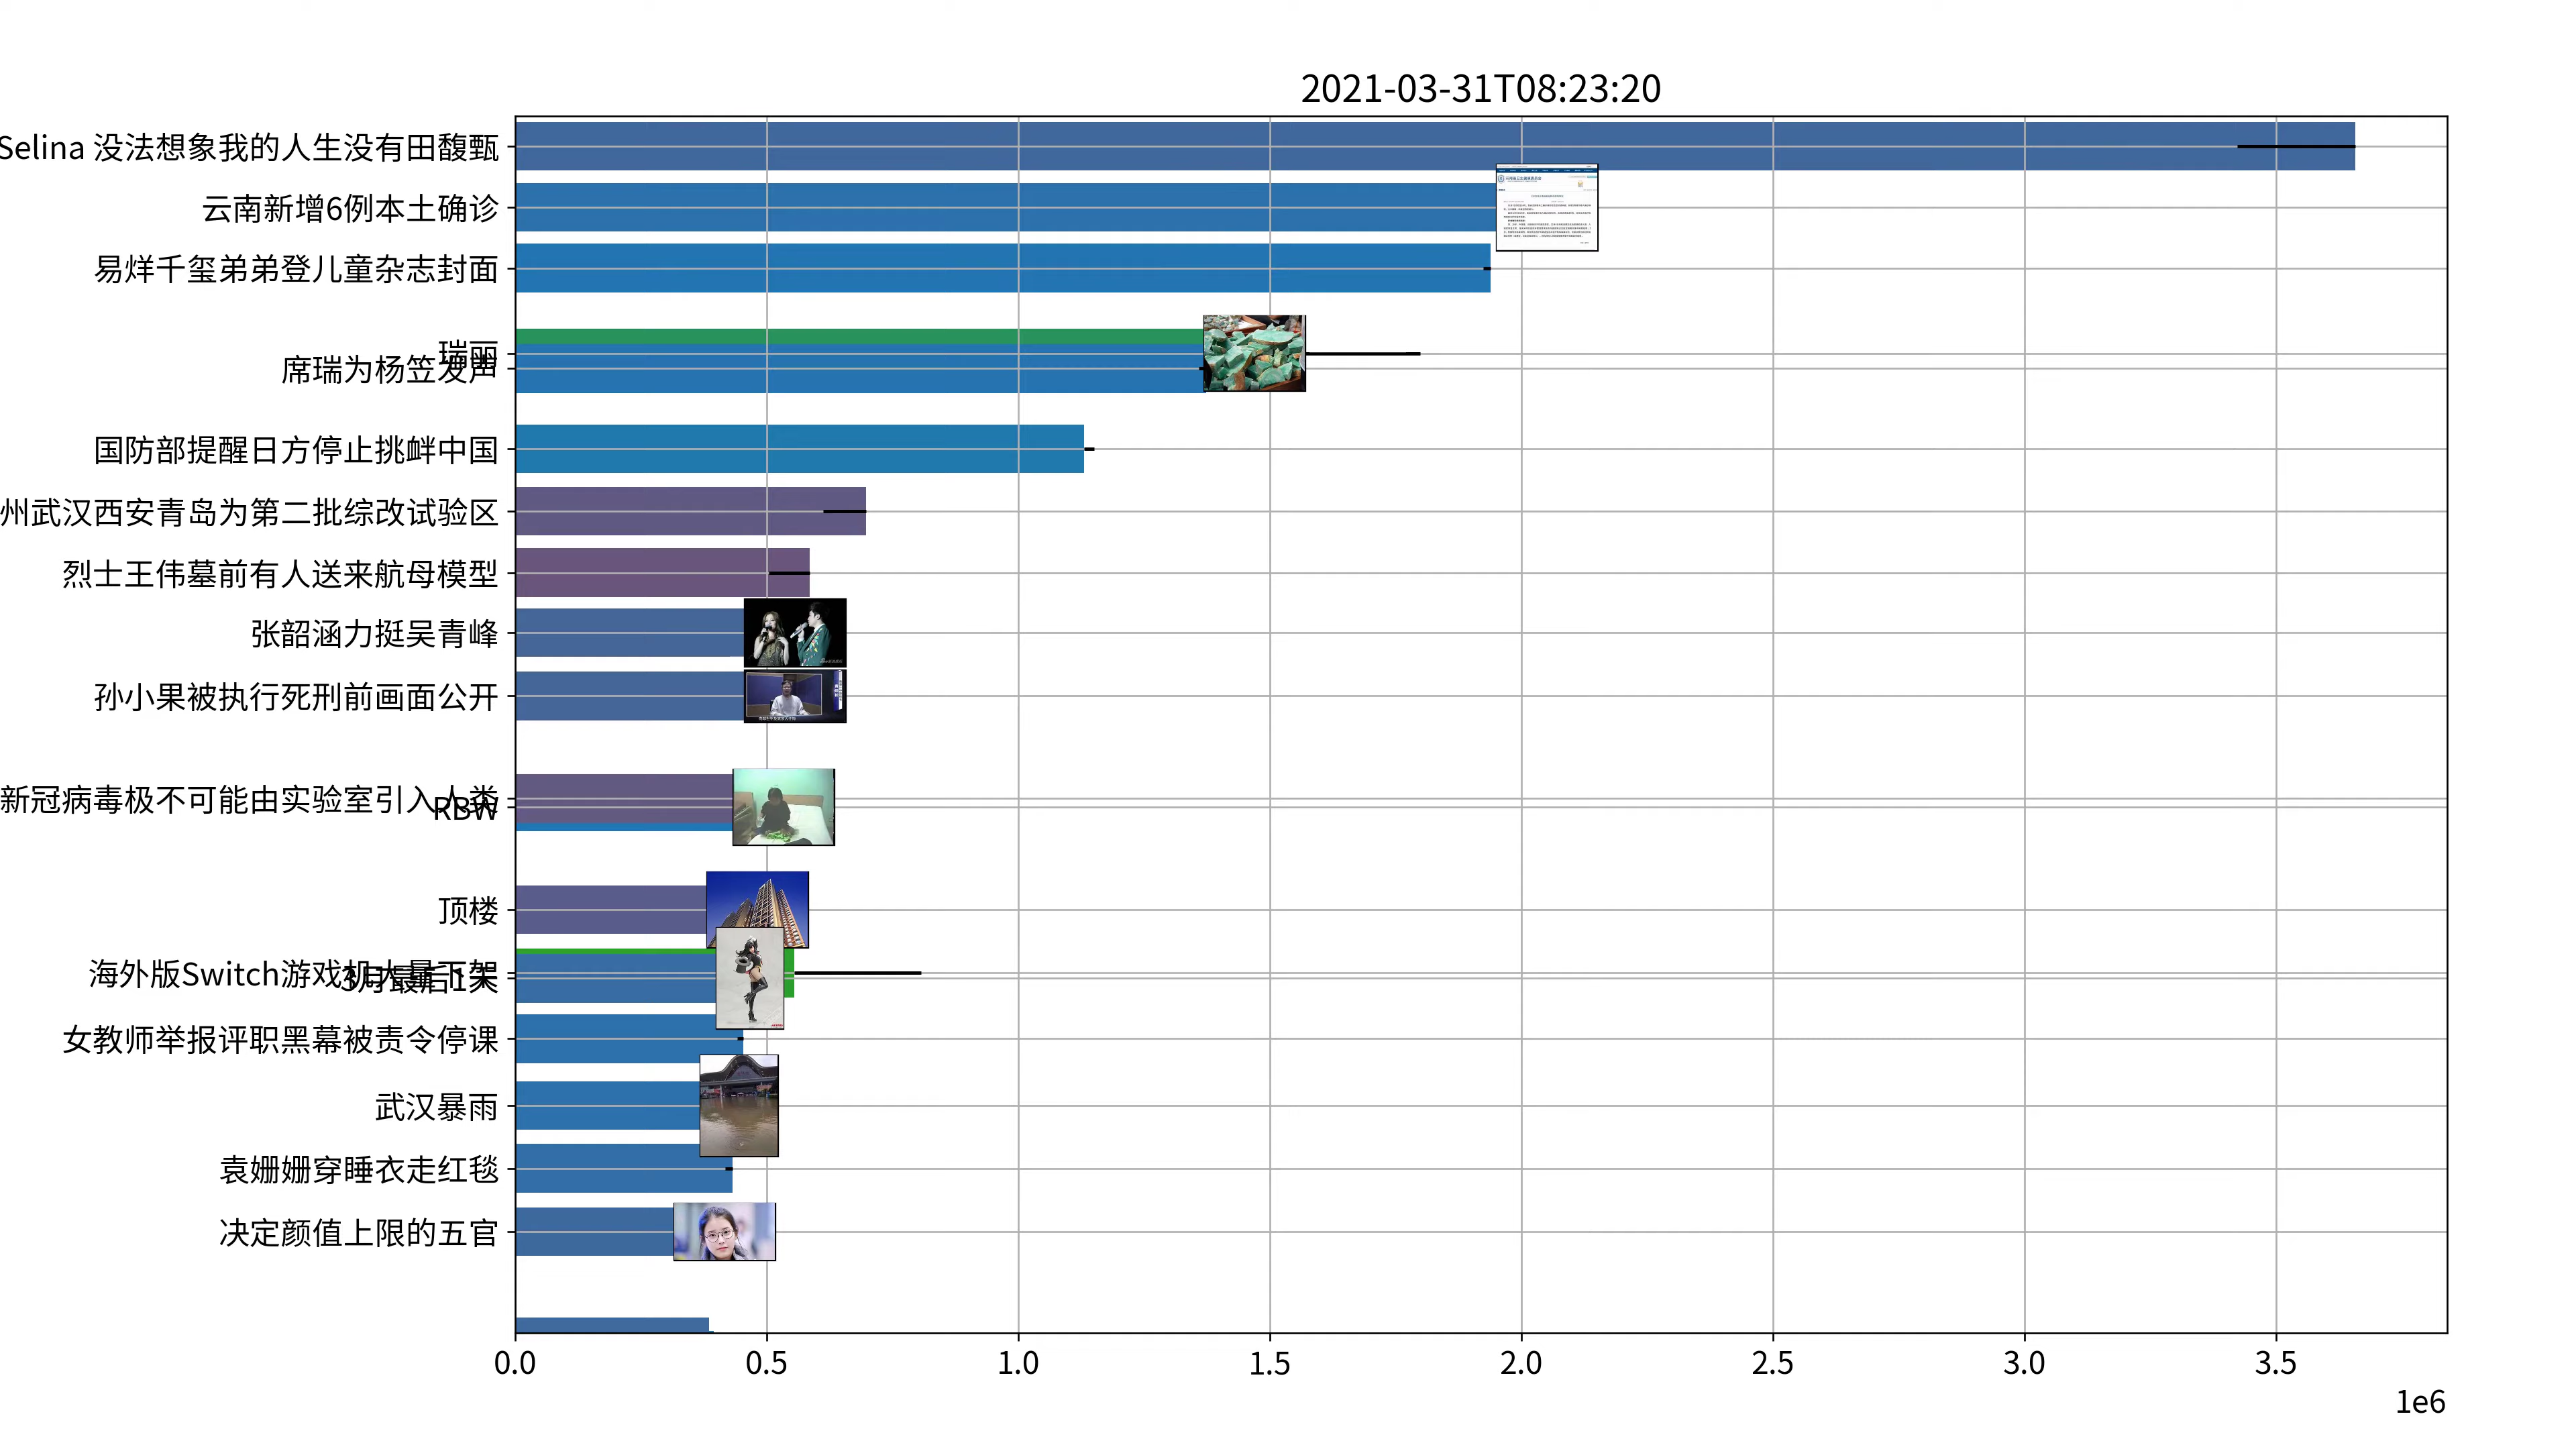 2021-03-31T08:23:20
Selina 没法想象我的人生没有田馥甄
云南新增6例本土确诊
易烊千玺弟弟登儿童杂志封面
瑞丽
席瑞为杨笠发声
国防部提醒日方停止挑衅中国
州武汉西安青岛为第二批综改试验区
烈士王伟墓前有人送来航母模型
张韶涵力挺吴青峰
孙小果被执行死刑前画面公开
新冠病毒极不可能由实验室引入人类
RBW
顶楼
海外版Switch游戏机大量下架
3月最后1天
女教师举报评职黑幕被责令停课
武汉暴雨
袁姗姗穿睡衣走红毯
决定颜值上限的五官
0.0 0.5 1.0 1.5 2.0 2.5 3.0 3.5
1e6